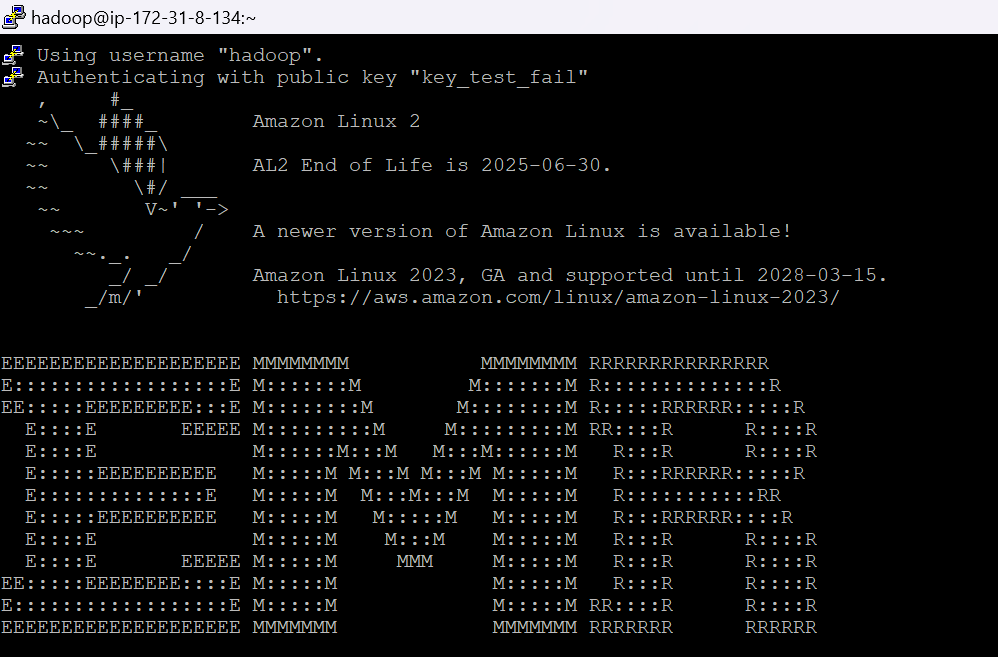 hadoop@ip-172-31-8-134:~
Using username "hadoop".
Authenticating with public key "key_test_fail"
   ,     #_
   ~\_  ####_        Amazon Linux 2
  ~~  \_#####\
  ~~     \###|       AL2 End of Life is 2025-06-30.
  ~~       \#/ ___
   ~~       V~' '->
    ~~~         /    A newer version of Amazon Linux is available!
      ~~._.   _/
         _/ _/       Amazon Linux 2023, GA and supported until 2028-03-15.
       _/m/'           https://aws.amazon.com/linux/amazon-linux-2023/
EEEEEEEEEEEEEEEEEEEE MMMMMMMM           MMMMMMMM RRRRRRRRRRRRRRR
E::::::::::::::::::E M:::::::M         M:::::::M R::::::::::::::R
EE:::::EEEEEEEEE:::E M::::::::M       M::::::::M R:::::RRRRRR:::::R
  E::::E       EEEEE M:::::::::M     M:::::::::M RR::::R      R::::R
  E::::E             M::::::M:::M   M:::M::::::M   R:::R      R::::R
  E:::::EEEEEEEEEE   M:::::M M:::M M:::M M:::::M   R:::RRRRRR:::::R
  E::::::::::::::E   M:::::M  M:::M:::M  M:::::M   R:::::::::::RR
  E:::::EEEEEEEEEE   M:::::M   M:::::M   M:::::M   R:::RRRRRR::::R
  E::::E             M:::::M    M:::M    M:::::M   R:::R      R::::R
  E::::E       EEEEE M:::::M     MMM     M:::::M   R:::R      R::::R
EE:::::EEEEEEEE::::E M:::::M             M:::::M   R:::R      R::::R
E::::::::::::::::::E M:::::M             M:::::M RR::::R      R::::R
EEEEEEEEEEEEEEEEEEEE MMMMMMM             MMMMMMM RRRRRRR      RRRRRR